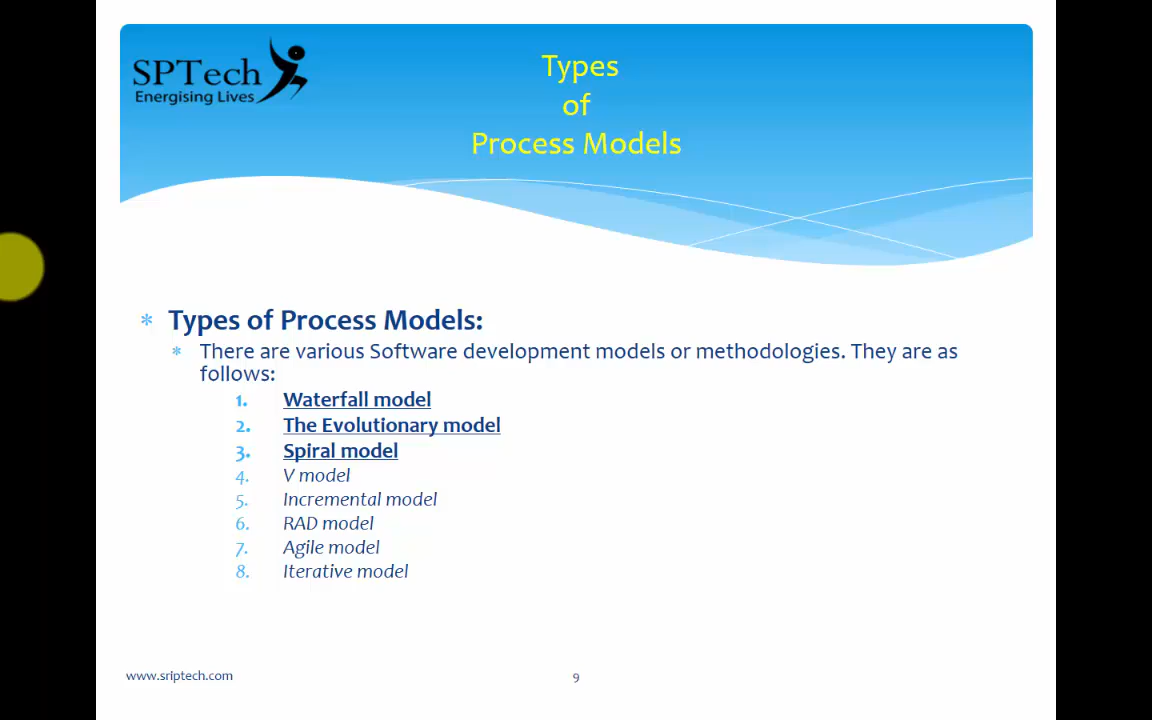 SPTech
Energising Lives
Types
of
Process Models
* Types of Process Models:
* There are various Software development models or methodologies. They are as
follows:
1. Waterfall model
2. The Evolutionary model
3. Spiral model
4. V model
5. Incremental model
6. RAD model
7. Agile model
8. Iterative model
www.sriptech.com
9